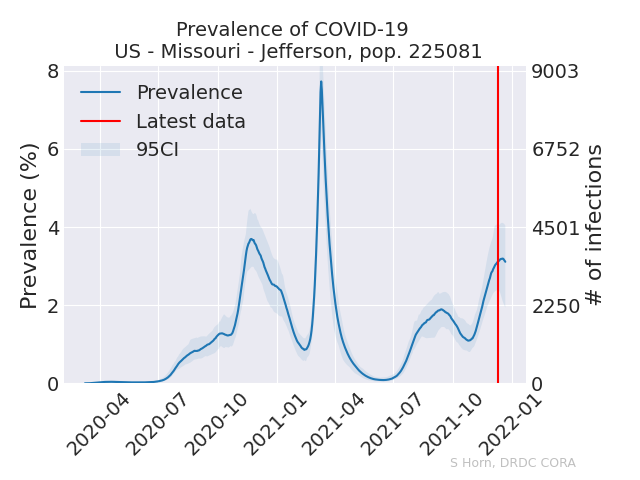 Prevalence of COVID-19
US - Missouri - Jefferson, pop. 225081
8
6
4
2
0
Prevalence (%)
Prevalence
Latest data
95CI
9003
6752
4501
2250
0
# of infections
2020-04
2020-07
2020-10
2021-01
2021-04
2021-07
2021-10
2022-01
S Horn, DRDC CORA